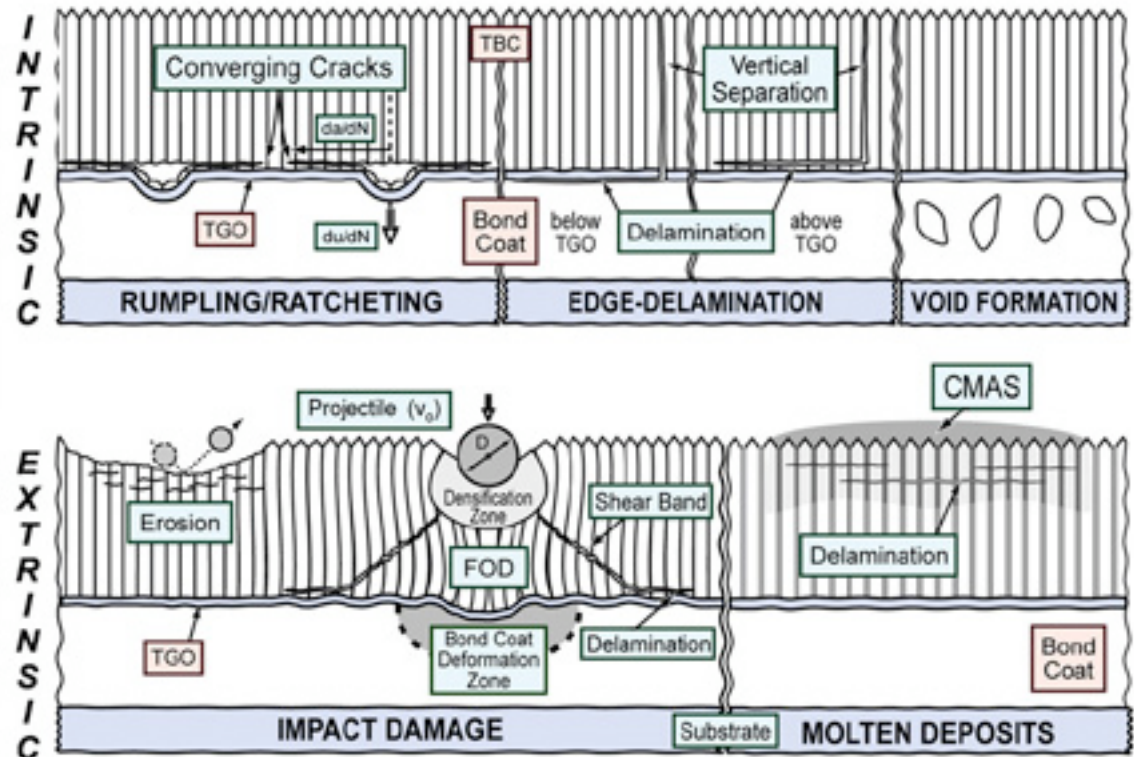 INTRINSIC
TBC
Converging Cracks
Vertical
Separation
da/dN
TGO
du/dN
Bond
Coat
below
TGO
Delamination
above
TGO
RUMPLING/RATCHETING
EDGE-DELAMINATION
VOID FORMATION
EXTRINSIC
CMAS
Projectile (vo)
D
Densification
Zone
Shear Band
Erosion
FOD
Delamination
TGO
Bond Coat
Deformation
Zone
Delamination
Bond
Coat
IMPACT DAMAGE
Substrate
MOLTEN DEPOSITS